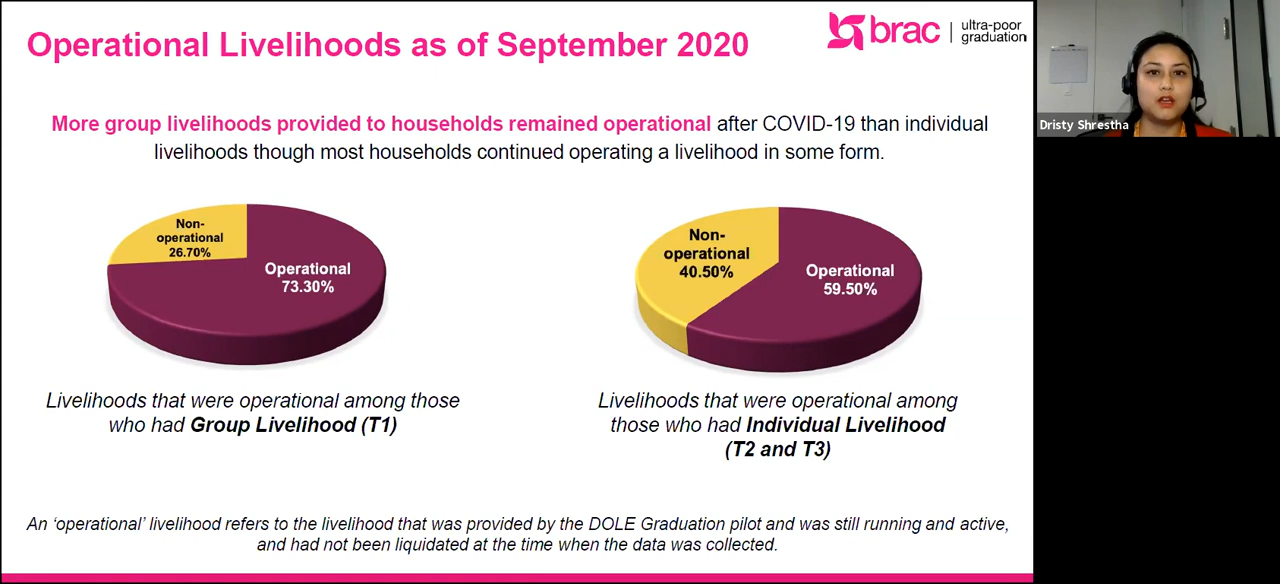 Operational Livelihoods as of September 2020
brac
ultra-poor
graduation
More group livelihoods provided to households remained operational after COVID-19 than individual
livelihoods though most households continued operating a livelihood in some form.
Non-
operational
26.70%
Operational
73.30%
Non-
operational
40.50%
Operational
59.50%
Livelihoods that were operational among those
who had Group Livelihood (T1)
Livelihoods that were operational among
those who had Individual Livelihood
(T2 and T3)
An ‘operational’ livelihood refers to the livelihood that was provided by the DOLE Graduation pilot and was still running and active,
and had not been liquidated at the time when the data was collected.
Dristy Shrestha